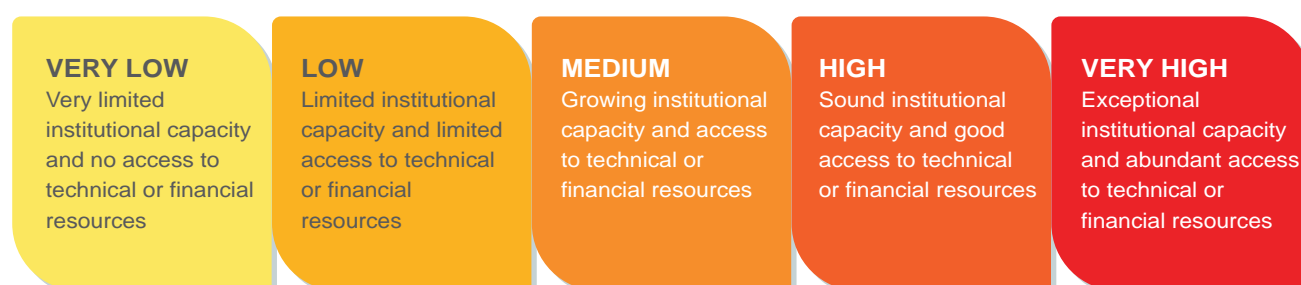 VERY LOW
Very limited
institutional capacity
and no access to
technical or financial
resources
LOW
Limited institutional
capacity and limited
access to technical
or financial
resources
MEDIUM
Growing institutional
capacity and access
to technical or
financial resources
HIGH
Sound institutional
capacity and good
access to technical
or financial resources
VERY HIGH
Exceptional
institutional capacity
and abundant access
to technical or
financial resources